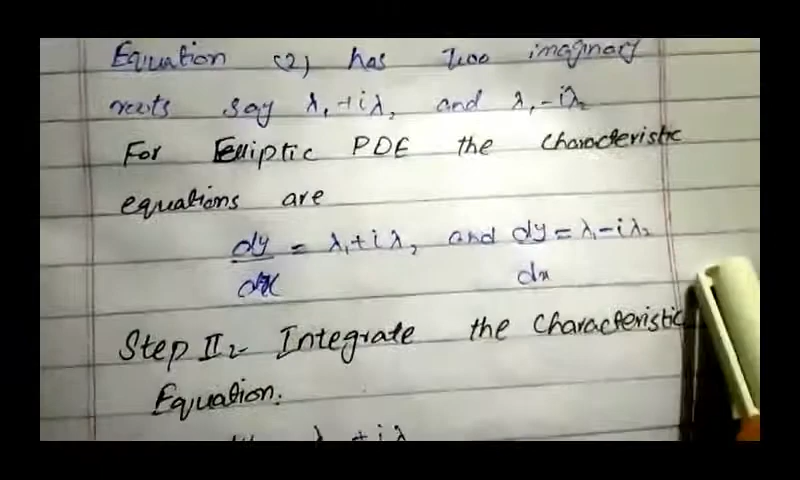 Equation (2) has two imaginary
roots say λ₁+iλ₂ and λ₁-iλ₂
For Elliptic PDE the characteristic
equations are
dy/dx = λ₁+iλ₂ and dy/dx = λ₁-iλ₂
Step II:- Integrate the Characteristic
Equation.